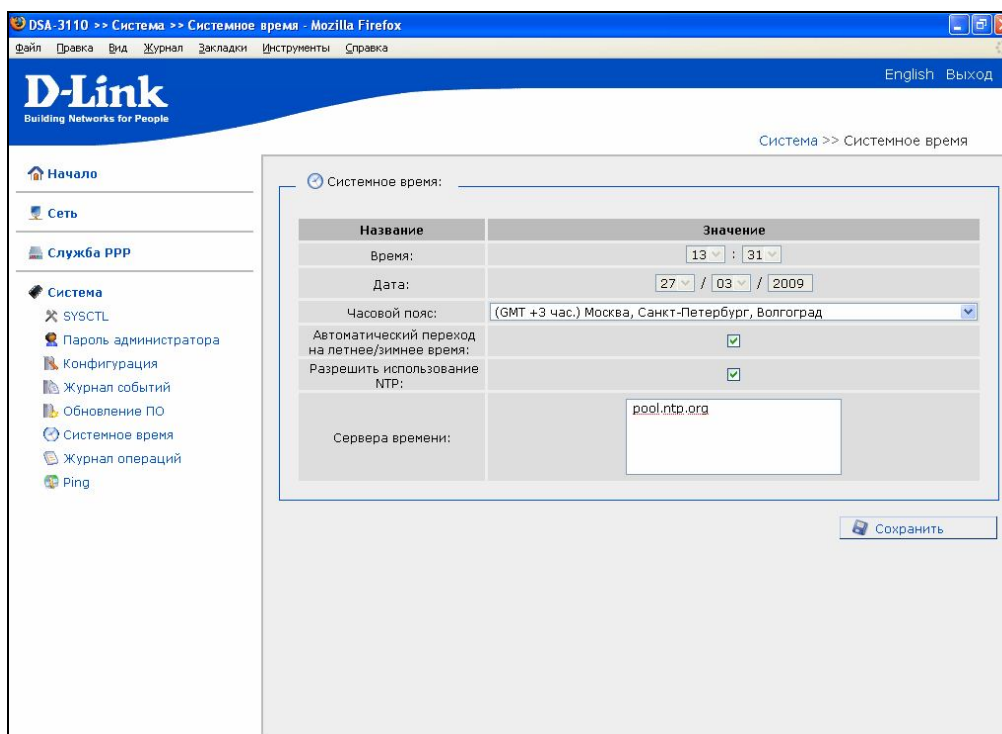 DSA-3110 >> Система >> Системное время - Mozilla Firefox
Файл Правка Вид Журнал Закладки Инструменты Справка
English Выход
D-Link
Building Networks for People
Система >> Системное время
Начало
Сеть
Служба PPP
Система
SYSCTL
Пароль администратора
Конфигурация
Журнал событий
Обновление ПО
Системное время
Журнал операций
Ping
Системное время:
Название Значение
Время: 13 : 31
Дата: 27 / 03 / 2009
Часовой пояс: (GMT +3 час.) Москва, Санкт-Петербург, Волгоград
Автоматический переход
на летнее/зимнее время:
Разрешить использование
NTP:
Сервера времени: pool.ntp.org
Сохранить